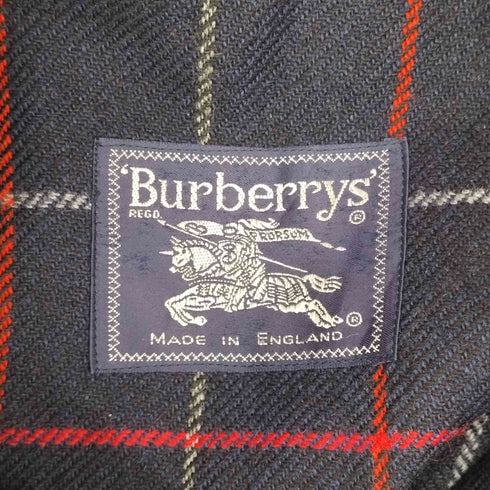 'Burberrys'
REGD. ®
PRORSUM
®
MADE IN ENGLAND